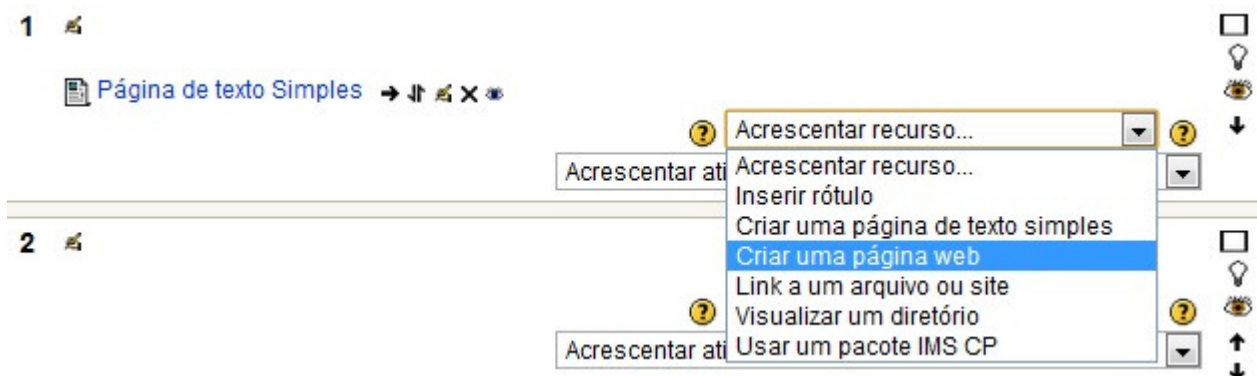 1
Página de texto Simples
Acrescentar recurso...
Acrescentar ati
Acrescentar recurso...
Inserir rótulo
Criar uma página de texto simples
Criar uma página web
Link a um arquivo ou site
Visualizar um diretório
Usar um pacote IMS CP
2
Acrescentar ati